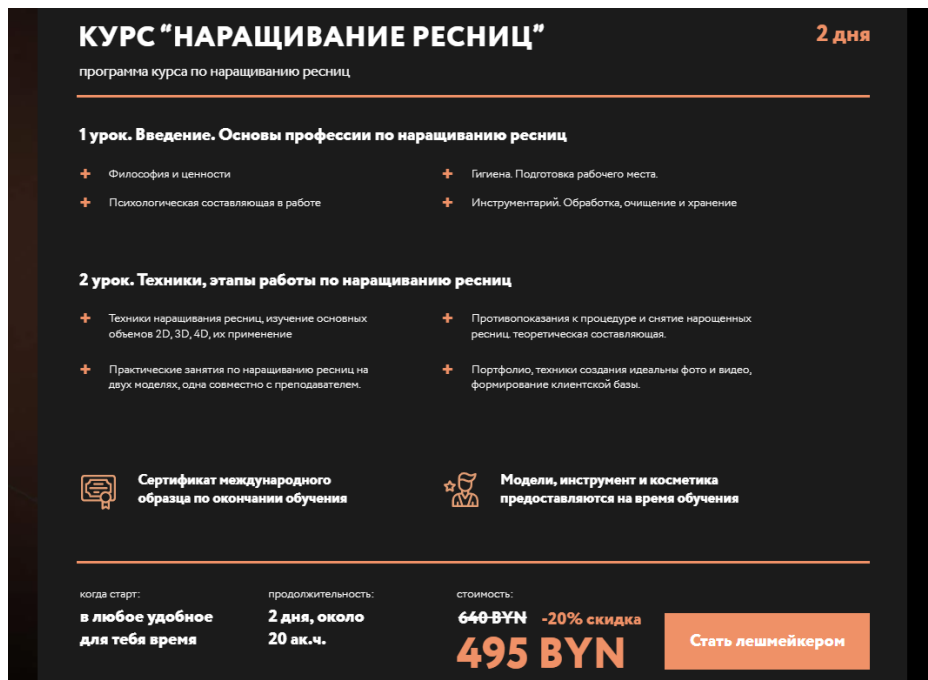 КУРС “НАРАЩИВАНИЕ РЕСНИЦ”
2 дня
программа курса по наращиванию ресниц
1 урок. Введение. Основы профессии по наращиванию ресниц
Философия и ценности
Гигиена. Подготовка рабочего места.
Психологическая составляющая в работе
Инструментарий. Обработка, очищение и хранение
2 урок. Техники, этапы работы по наращиванию ресниц
Техники наращивания ресниц, изучение основных
объемов 2D, 3D, 4D, их применение
Противопоказания к процедуре и снятие нарощенных
ресниц. теоретическая составляющая.
Практические занятия по наращиванию ресниц на
двух моделях, одна совместно с преподавателем.
Портфолио, техники создания идеальны фото и видео,
формирование клиентской базы.
Сертификат международного
образца по окончании обучения
Модели, инструмент и косметика
предоставляются на время обучения
когда старт:
в любое удобное
для тебя время
продолжительность:
2 дня, около
20 ак.ч.
стоимость:
640 BYN -20% скидка
495 BYN
Стать лешмейкером